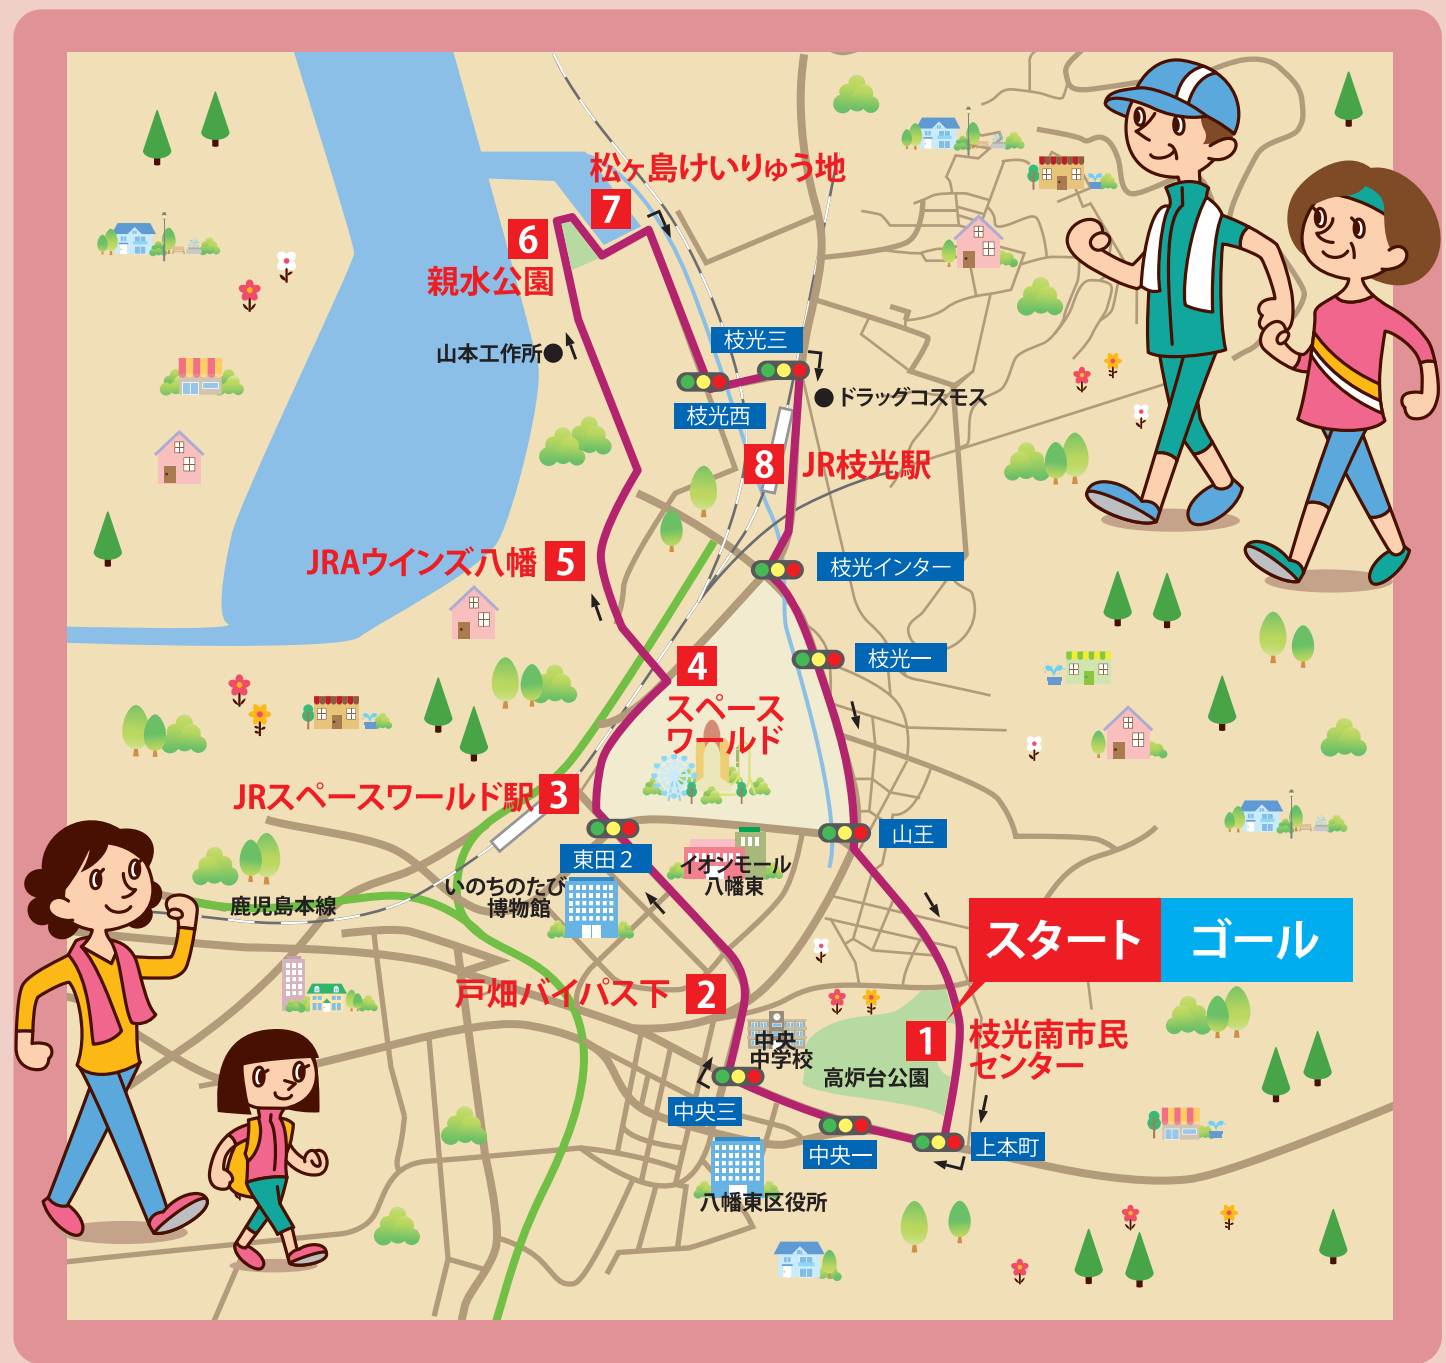 松ヶ島けいりゅう地
7
6
親水公園
枝光三
山本工作所
ドラッグコスモス
枝光西
8
JR枝光駅
JRAウインズ八幡
5
枝光インター
枝光一
4
スペース
ワールド
JRスペースワールド駅
3
東田2
山王
イオンモール
八幡東
いのちのたび
博物館
鹿児島本線
スタート
ゴール
戸畑バイパス下
2
1
枝光南市民
センター
中央
中学校
高炉台公園
中央三
中央一
上本町
八幡東区役所